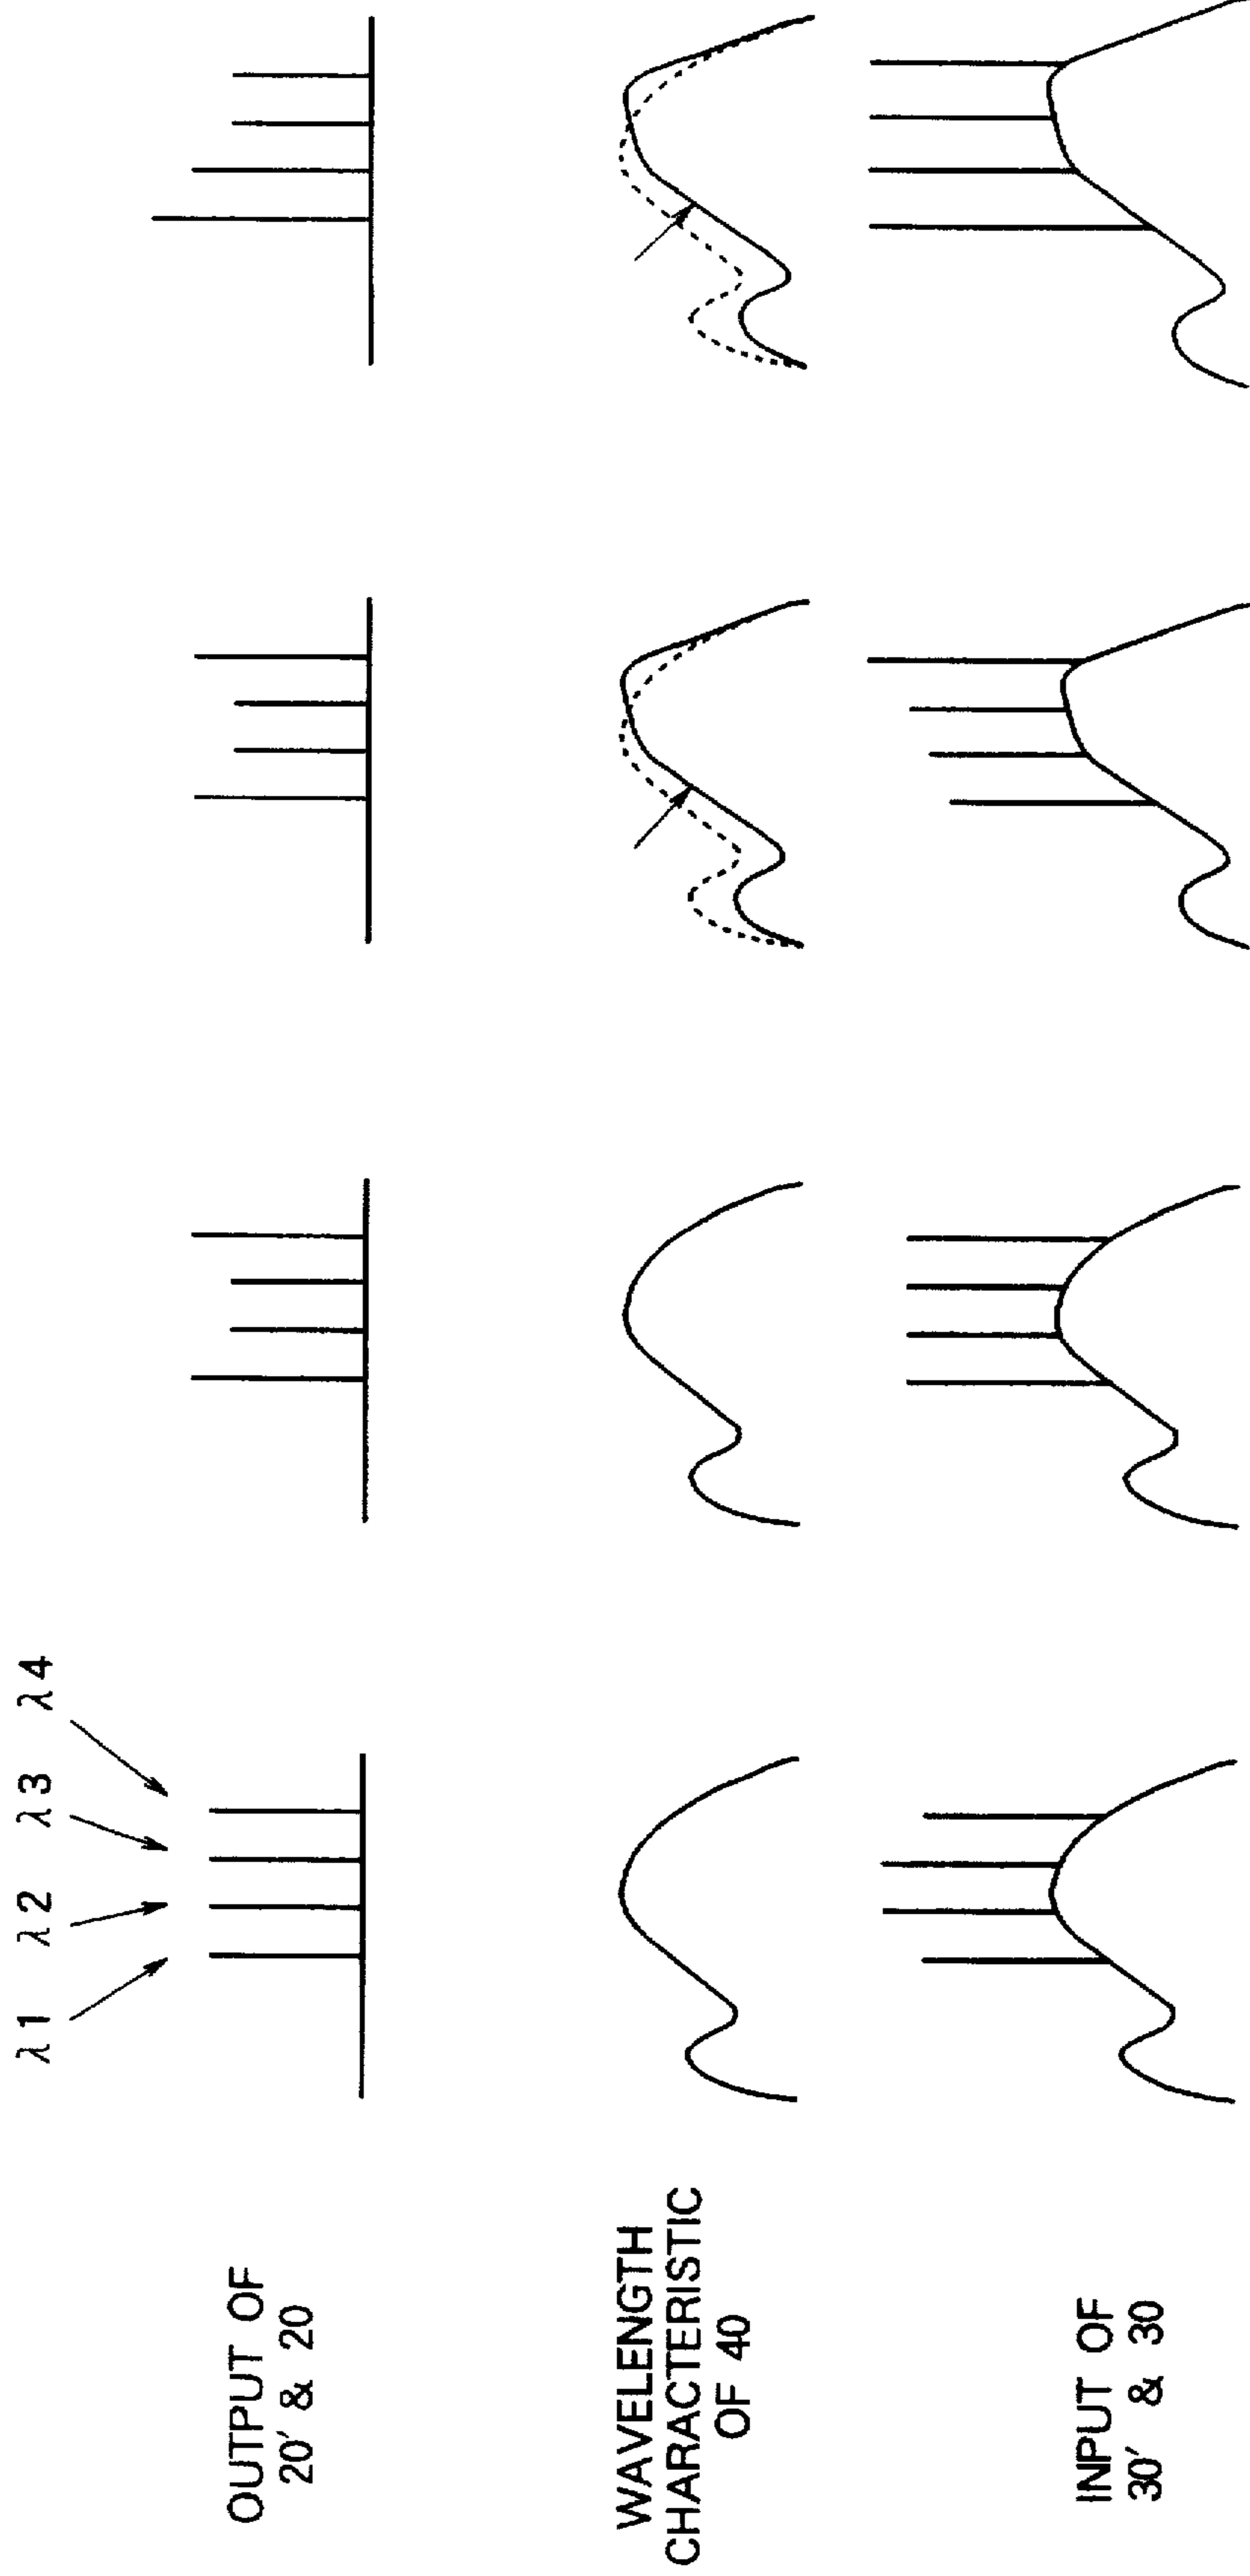 λ1 λ2 λ3 λ4
OUTPUT OF
20′ & 20
WAVELENGTH
CHARACTERISTIC
OF 40
INPUT OF
30′ & 30